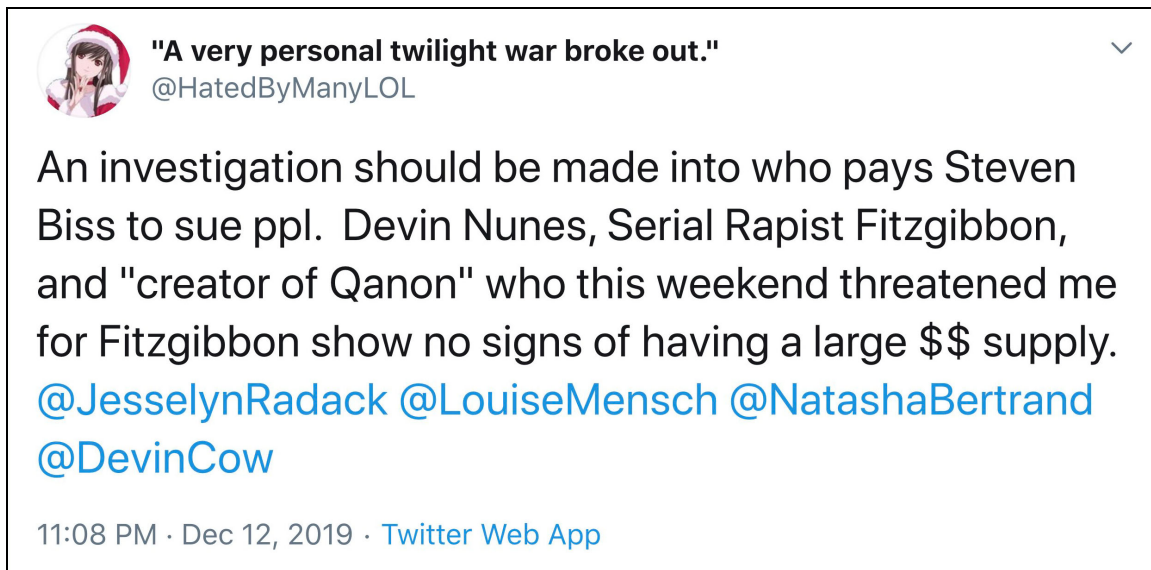 "A very personal twilight war broke out."
@HatedByManyLOL
An investigation should be made into who pays Steven
Biss to sue ppl.  Devin Nunes, Serial Rapist Fitzgibbon,
and "creator of Qanon" who this weekend threatened me
for Fitzgibbon show no signs of having a large $$ supply.
@JesselynRadack @LouiseMensch @NatashaBertrand
@DevinCow
11:08 PM · Dec 12, 2019 · Twitter Web App